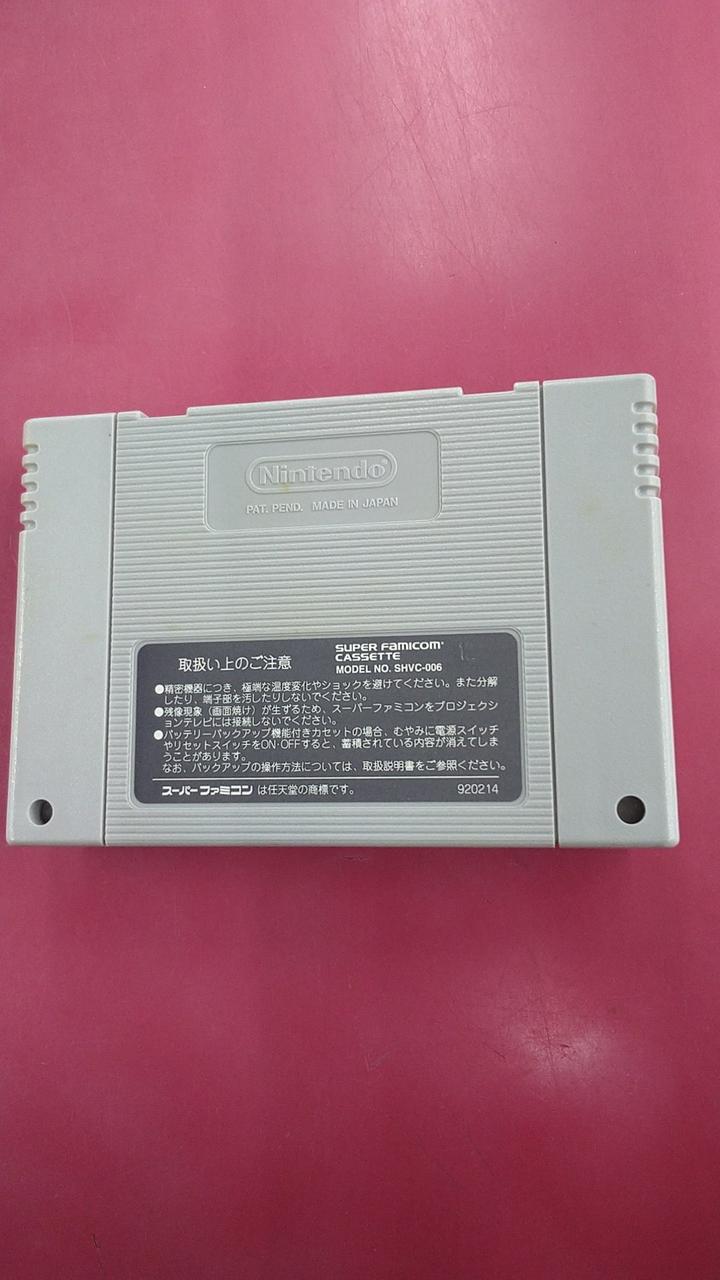 Nintendo®
PAT. PEND. MADE IN JAPAN
取扱い上のご注意
SUPER FAMICOM®
CASSETTE
MODEL NO. SHVC-006
●精密機器につき、極端な温度変化やショックを避けてください。また分解
したり、端子部を汚したりしないでください。
●残像現象（画面焼け）が生ずるため、スーパーファミコンをプロジェクシ
ョンテレビには接続しないでください。
●バッテリーバックアップ機能付きカセットの場合、むやみに電源スイッチ
やリセットスイッチをON・OFFすると、蓄積されている内容が消えてしま
うことがあります。
なお、バックアップの操作方法については、取扱説明書をご参照ください。
スーパーファミコンは任天堂の商標です。
920214